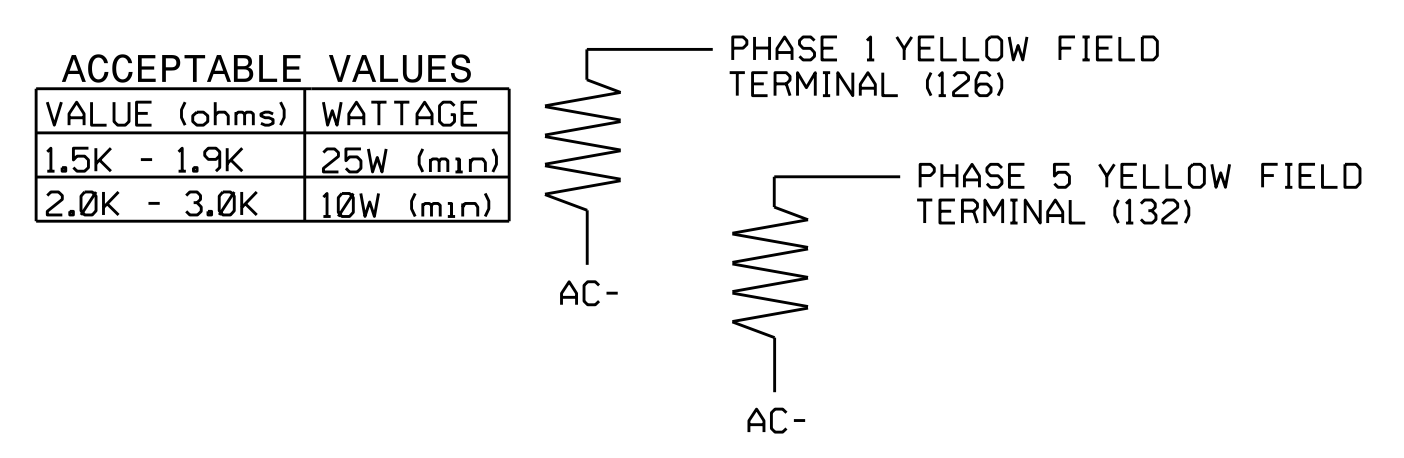 ACCEPTABLE VALUES
VALUE (ohms) WATTAGE
1.5K - 1.9K 25W (min)
2.0K - 3.0K 10W (min)
PHASE 1 YELLOW FIELD
TERMINAL (126)
AC-
PHASE 5 YELLOW FIELD
TERMINAL (132)
AC-